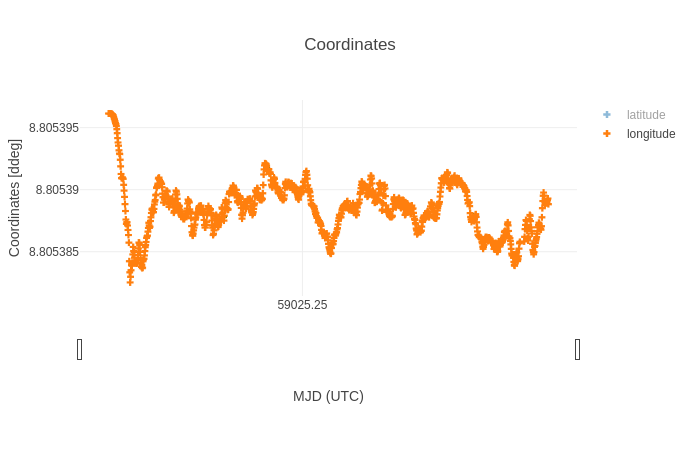 Coordinates
latitude
longitude
8.805395
8.80539
8.805385
Coordinates [ddeg]
59025.25
MJD (UTC)